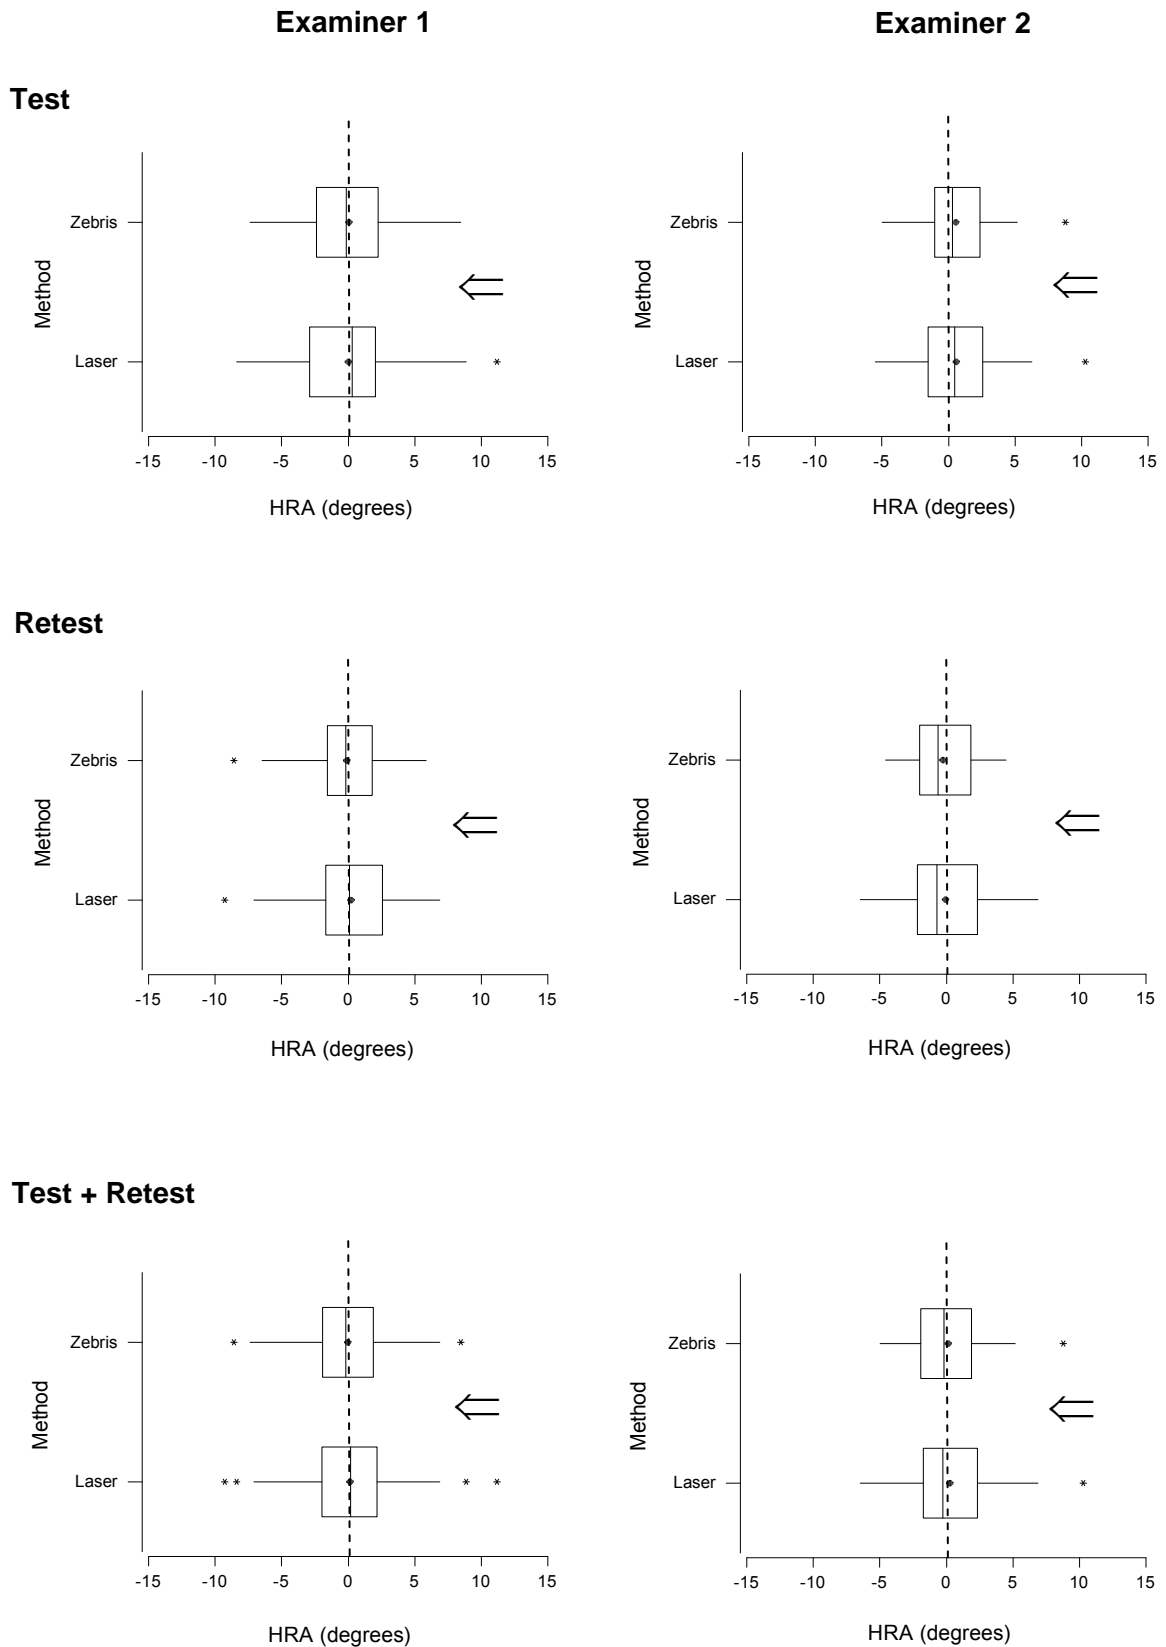 Examiner 1
Examiner 2
Test
Zebris
Laser
Method
-15 -10 -5 0 5 10 15
HRA (degrees)
Zebris
Laser
Method
-15 -10 -5 0 5 10 15
HRA (degrees)
Retest
Zebris
Laser
Method
-15 -10 -5 0 5 10 15
HRA (degrees)
Zebris
Laser
Method
-15 -10 -5 0 5 10 15
HRA (degrees)
Test + Retest
Zebris
Laser
Method
-15 -10 -5 0 5 10 15
HRA (degrees)
Zebris
Laser
Method
-15 -10 -5 0 5 10 15
HRA (degrees)